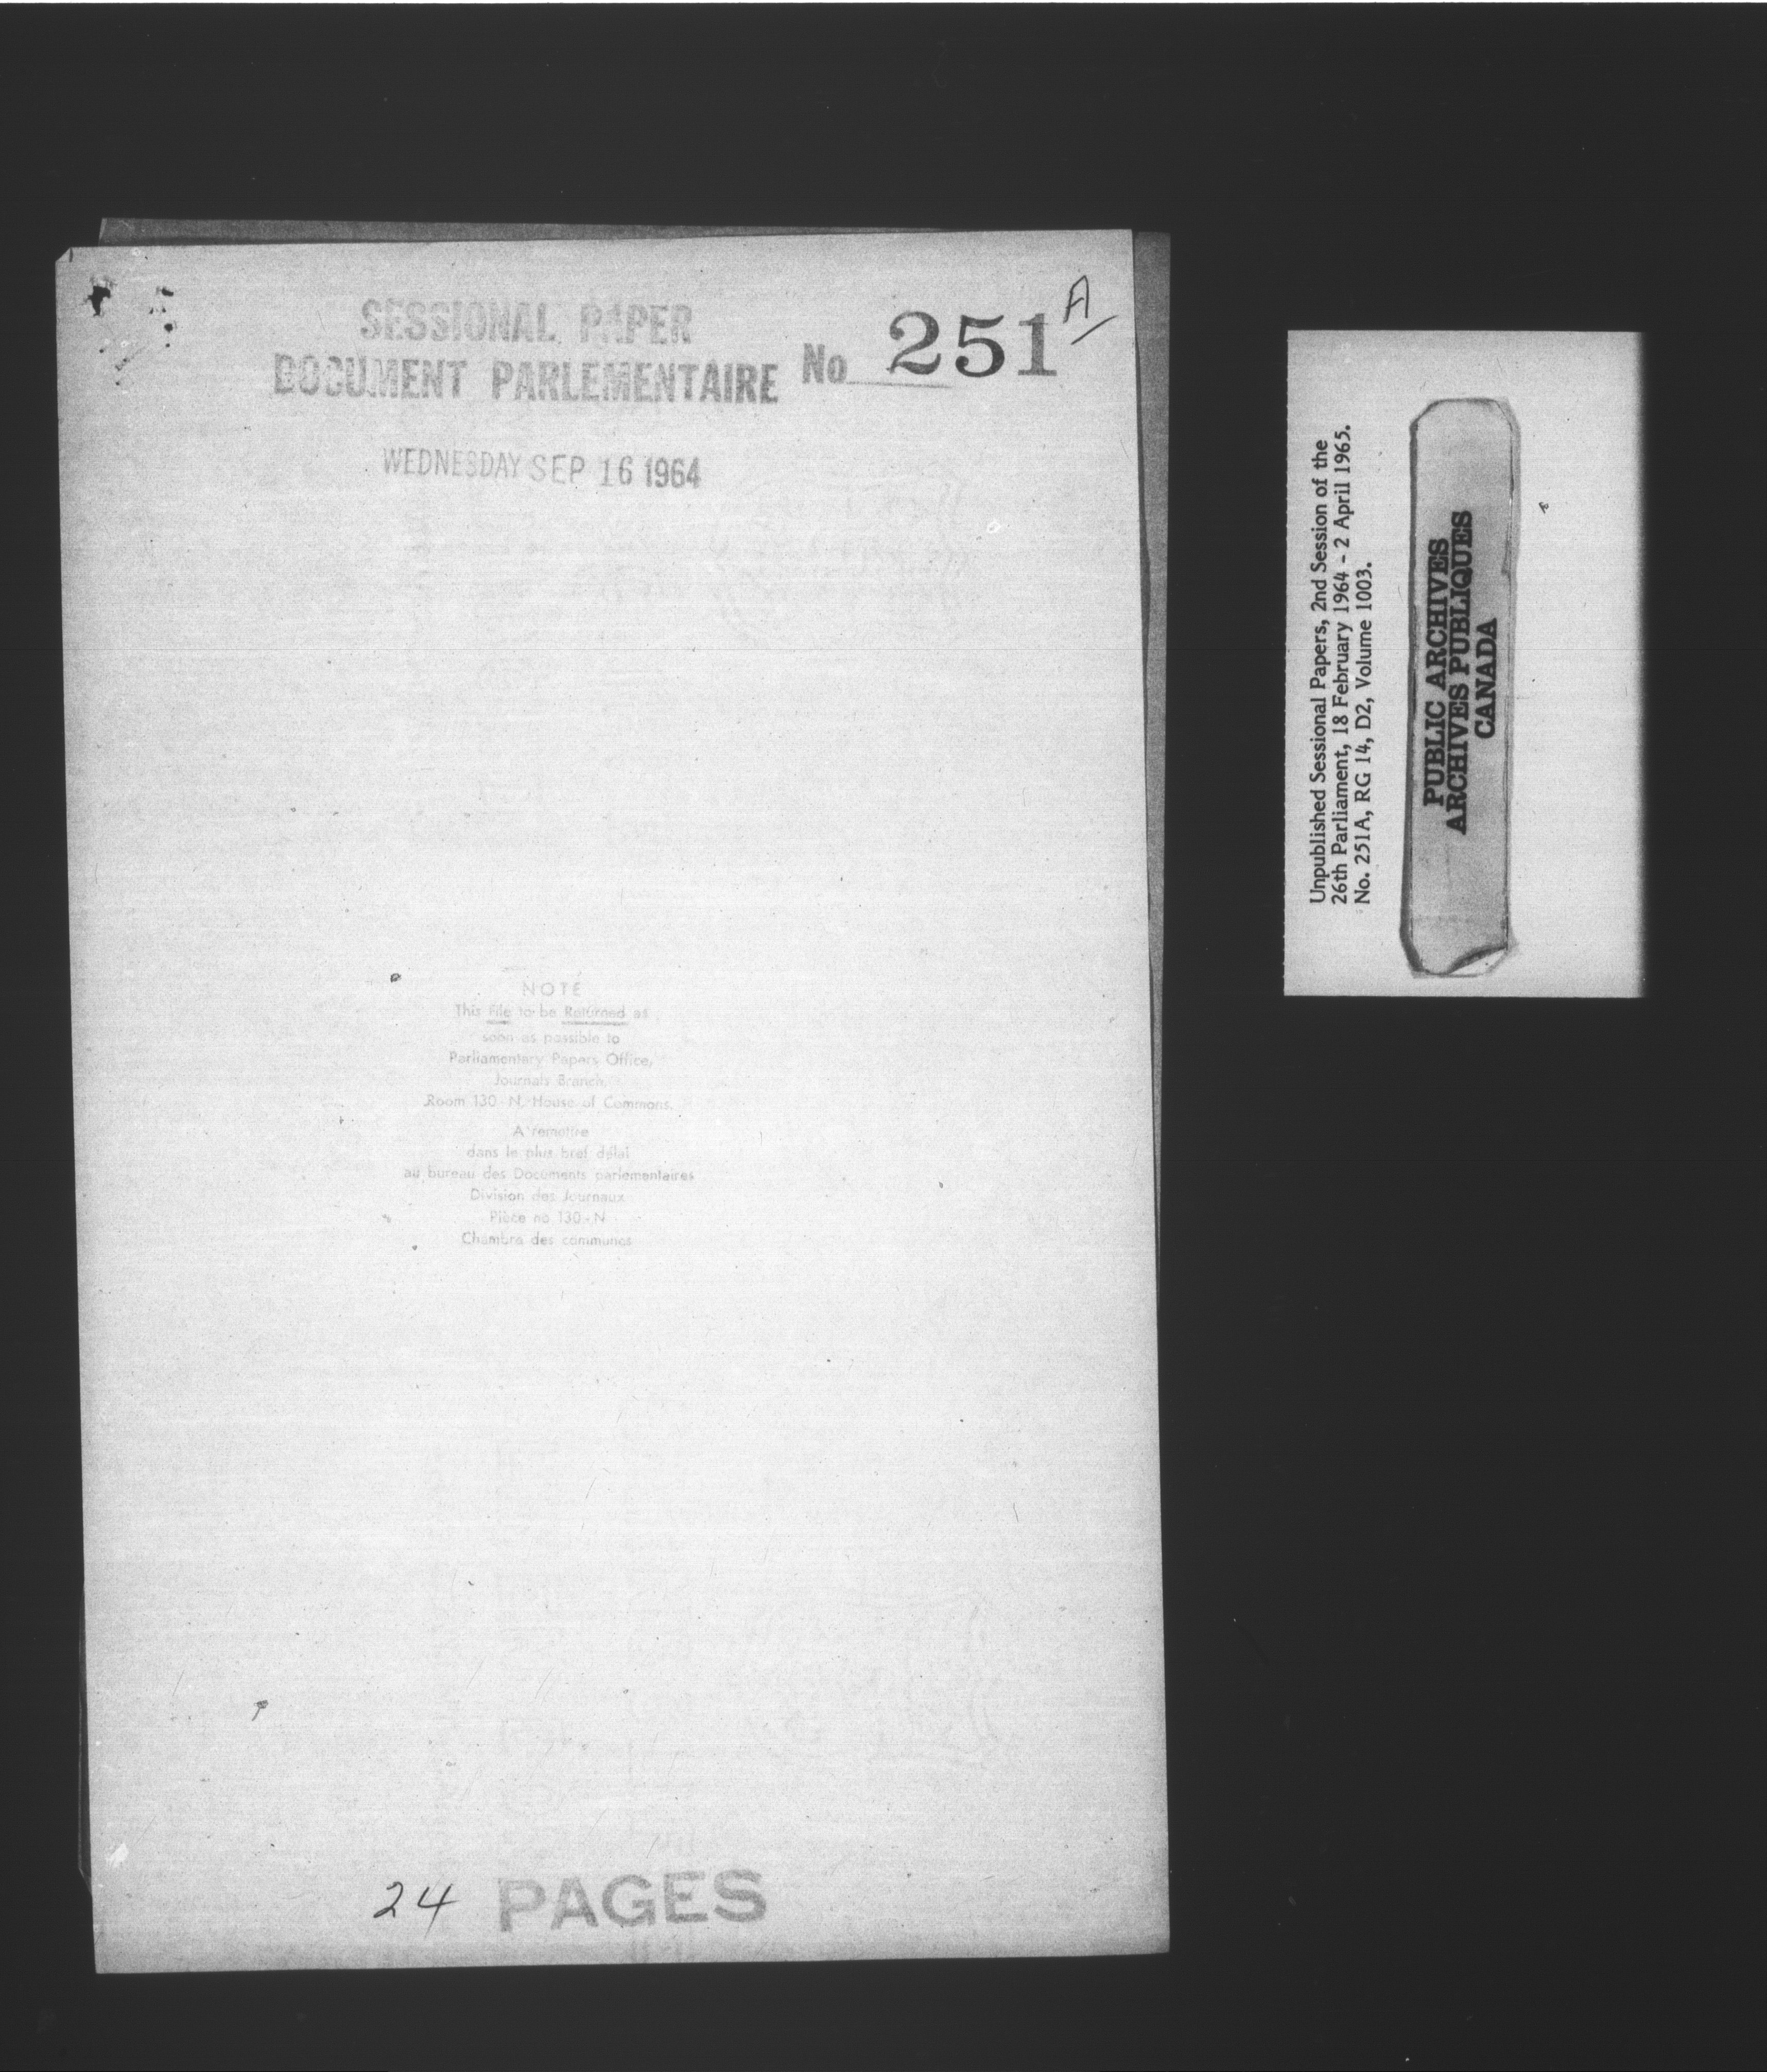 SESSIONAL PAPER
DOCUMENT PARLEMENTAIRE No 251 A
WEDNESDAY SEP 16 1964
NOTE
This File to be Returned as
soon as possible to
Parliamentary Papers Office,
Journals Branch,
Room 130-N, House of Commons.
A remettre
dans le plus bref délai
au bureau des Documents parlementaires
Division des Journaux
Pièce no 130-N
Chambre des communes
24 PAGES
Unpublished Sessional Papers, 2nd Session of the
26th Parliament, 18 February 1964 - 2 April 1965.
No. 251A, RG 14, D2, Volume 1003.
PUBLIC ARCHIVES
ARCHIVES PUBLIQUES
CANADA